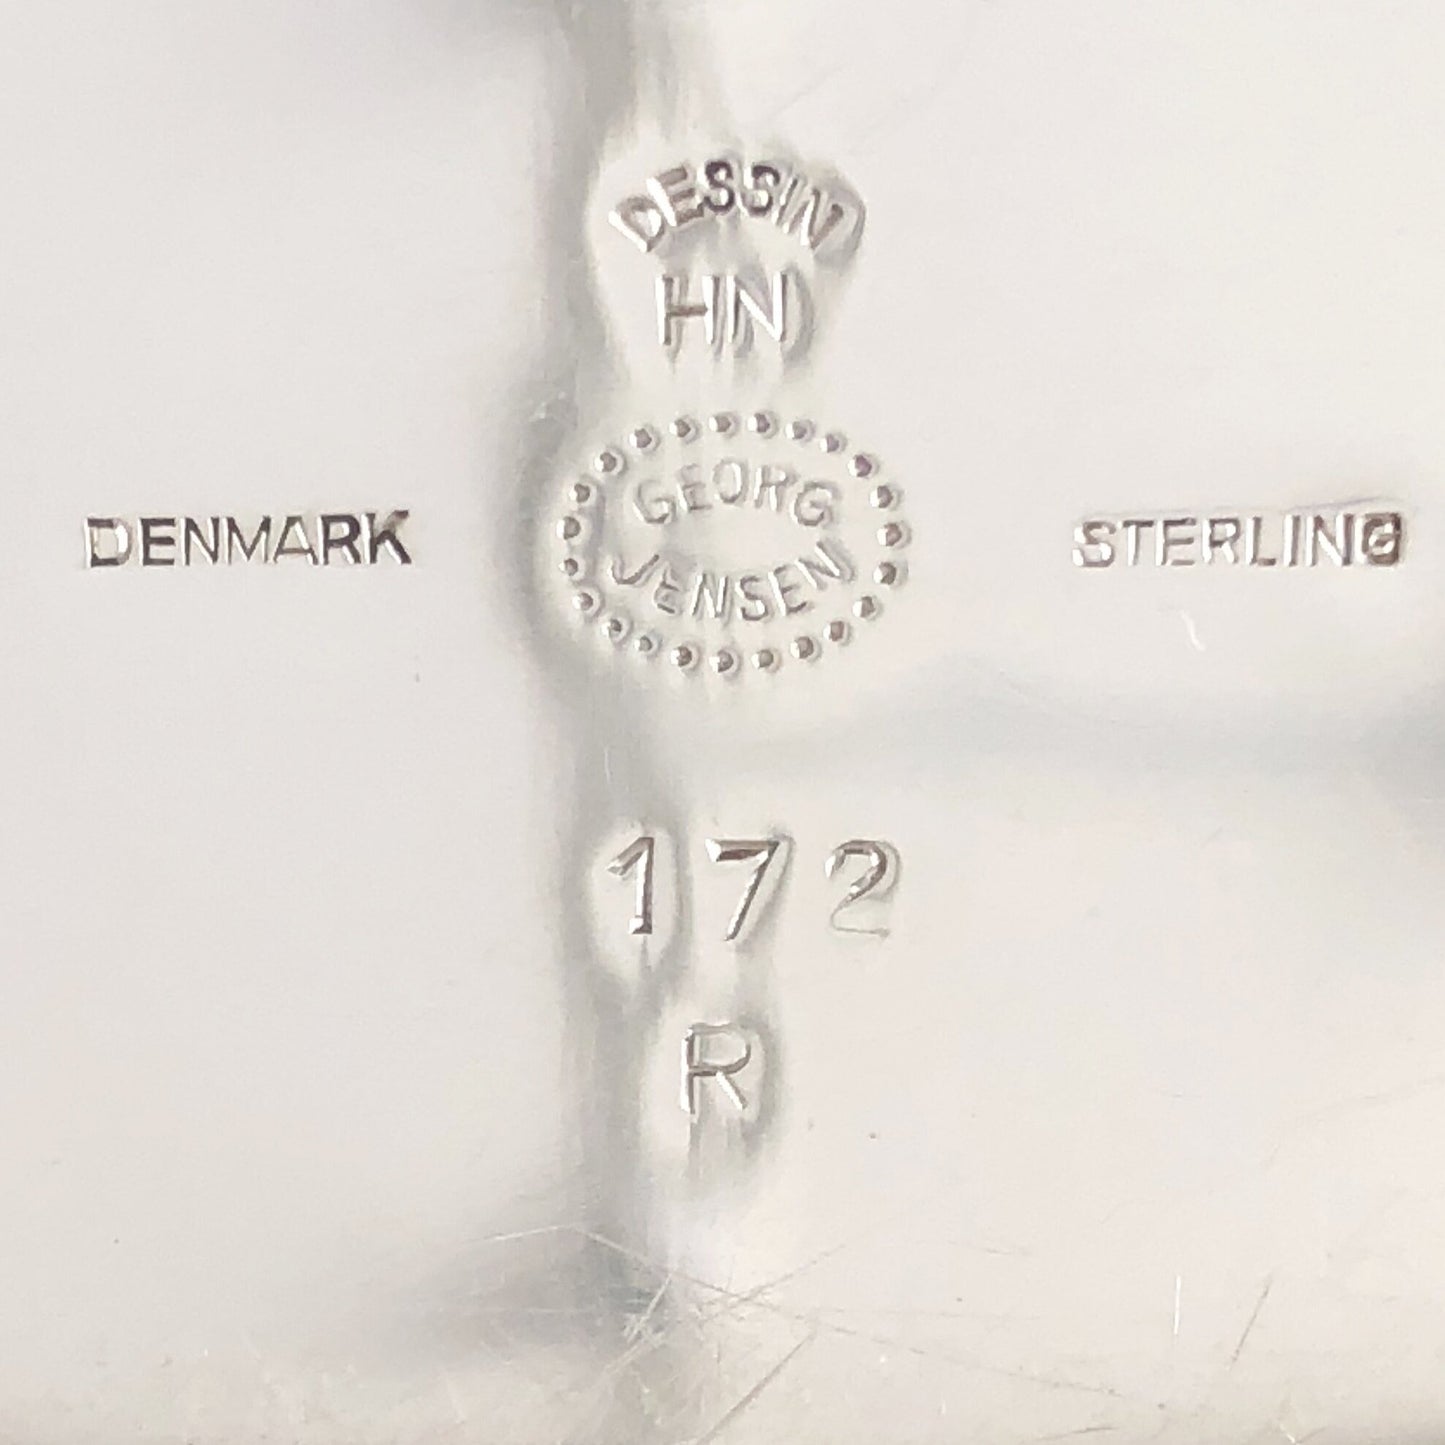 DESSIN
HN
GEORG
JENSEN
DENMARK
STERLING
172
R